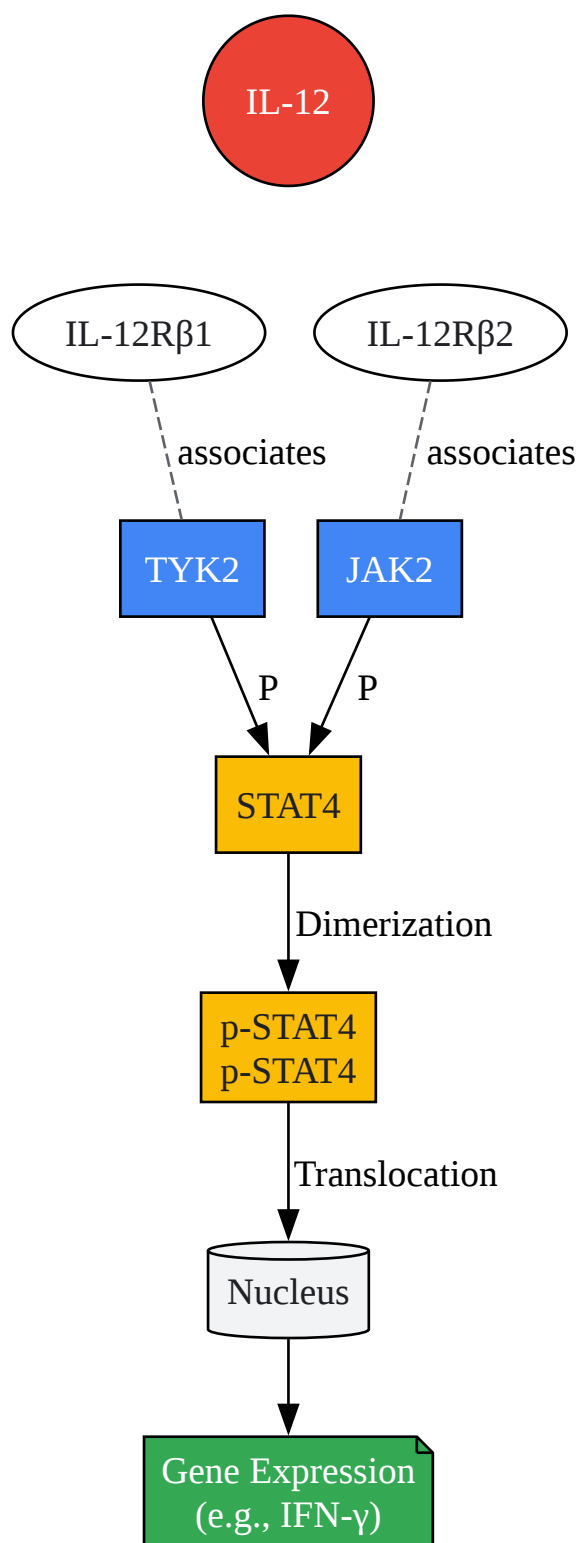 IL-12
IL-12Rβ1
IL-12Rβ2
associates
associates
TYK2
JAK2
P
P
STAT4
Dimerization
p-STAT4
p-STAT4
Translocation
Nucleus
Gene Expression
(e.g., IFN-γ)